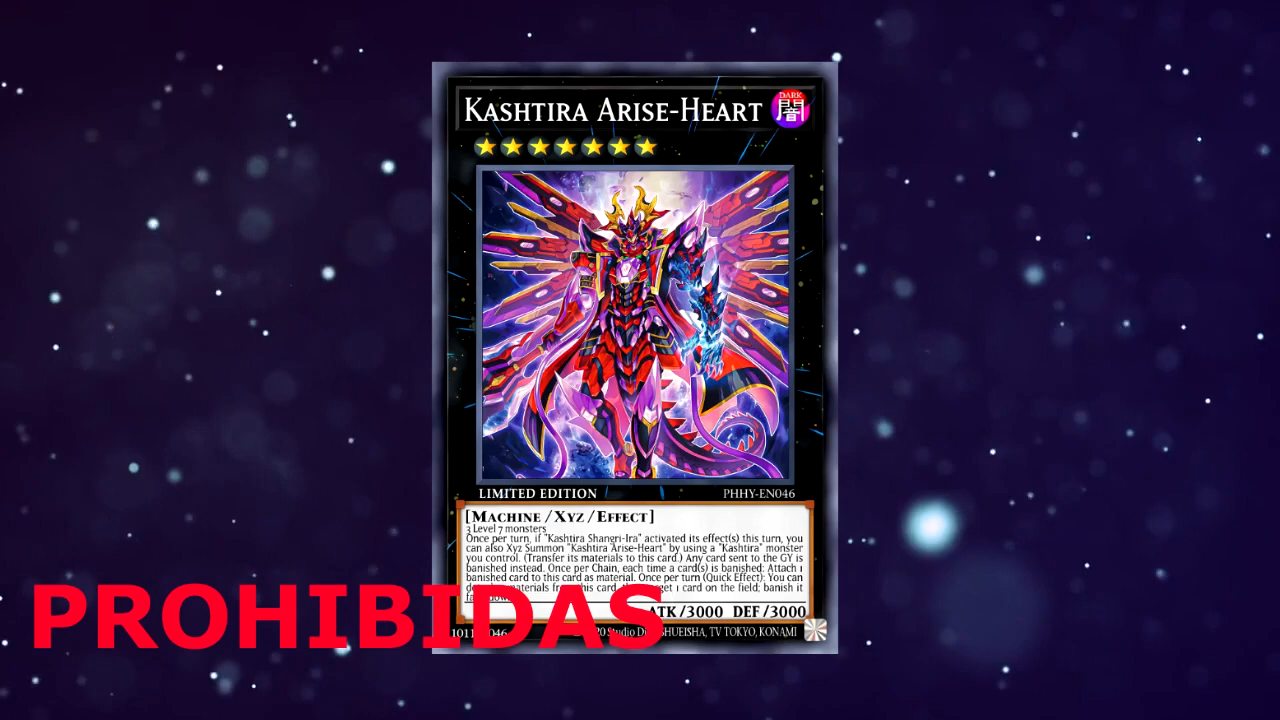 KASHTIRA ARISE-HEART
DARK
闇
LIMITED EDITION
PHHY-EN046
[MACHINE/XYZ/EFFECT]
3 Level 7 monsters
Once per turn, if "Kashtira Shangri-Ira" activated its effect(s) this turn, you
can also Xyz Summon "Kashtira Arise-Heart" by using a "Kashtira" monster
you control. (Transfer its materials to this card.) Any card sent to the GY is
banished instead. Once per Chain, each time a card(s) is banished: Attach 1
banished card to this card as material. Once per turn (Quick Effect): You can
materials from this card, 1 card on the field; banish it
ATK/3000 DEF/3000
PROHIBIDAS
SHUEISHA, TV TOKYO, KONAMI